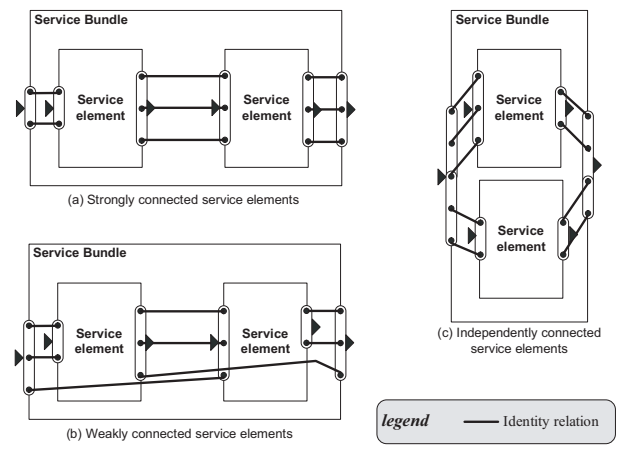 Service Bundle
Service
element
Service
element
(a) Strongly connected service elements
Service Bundle
Service
element
Service
element
(b) Weakly connected service elements
Service Bundle
Service
element
Service
element
(c) Independently connected
service elements
legend
Identity relation